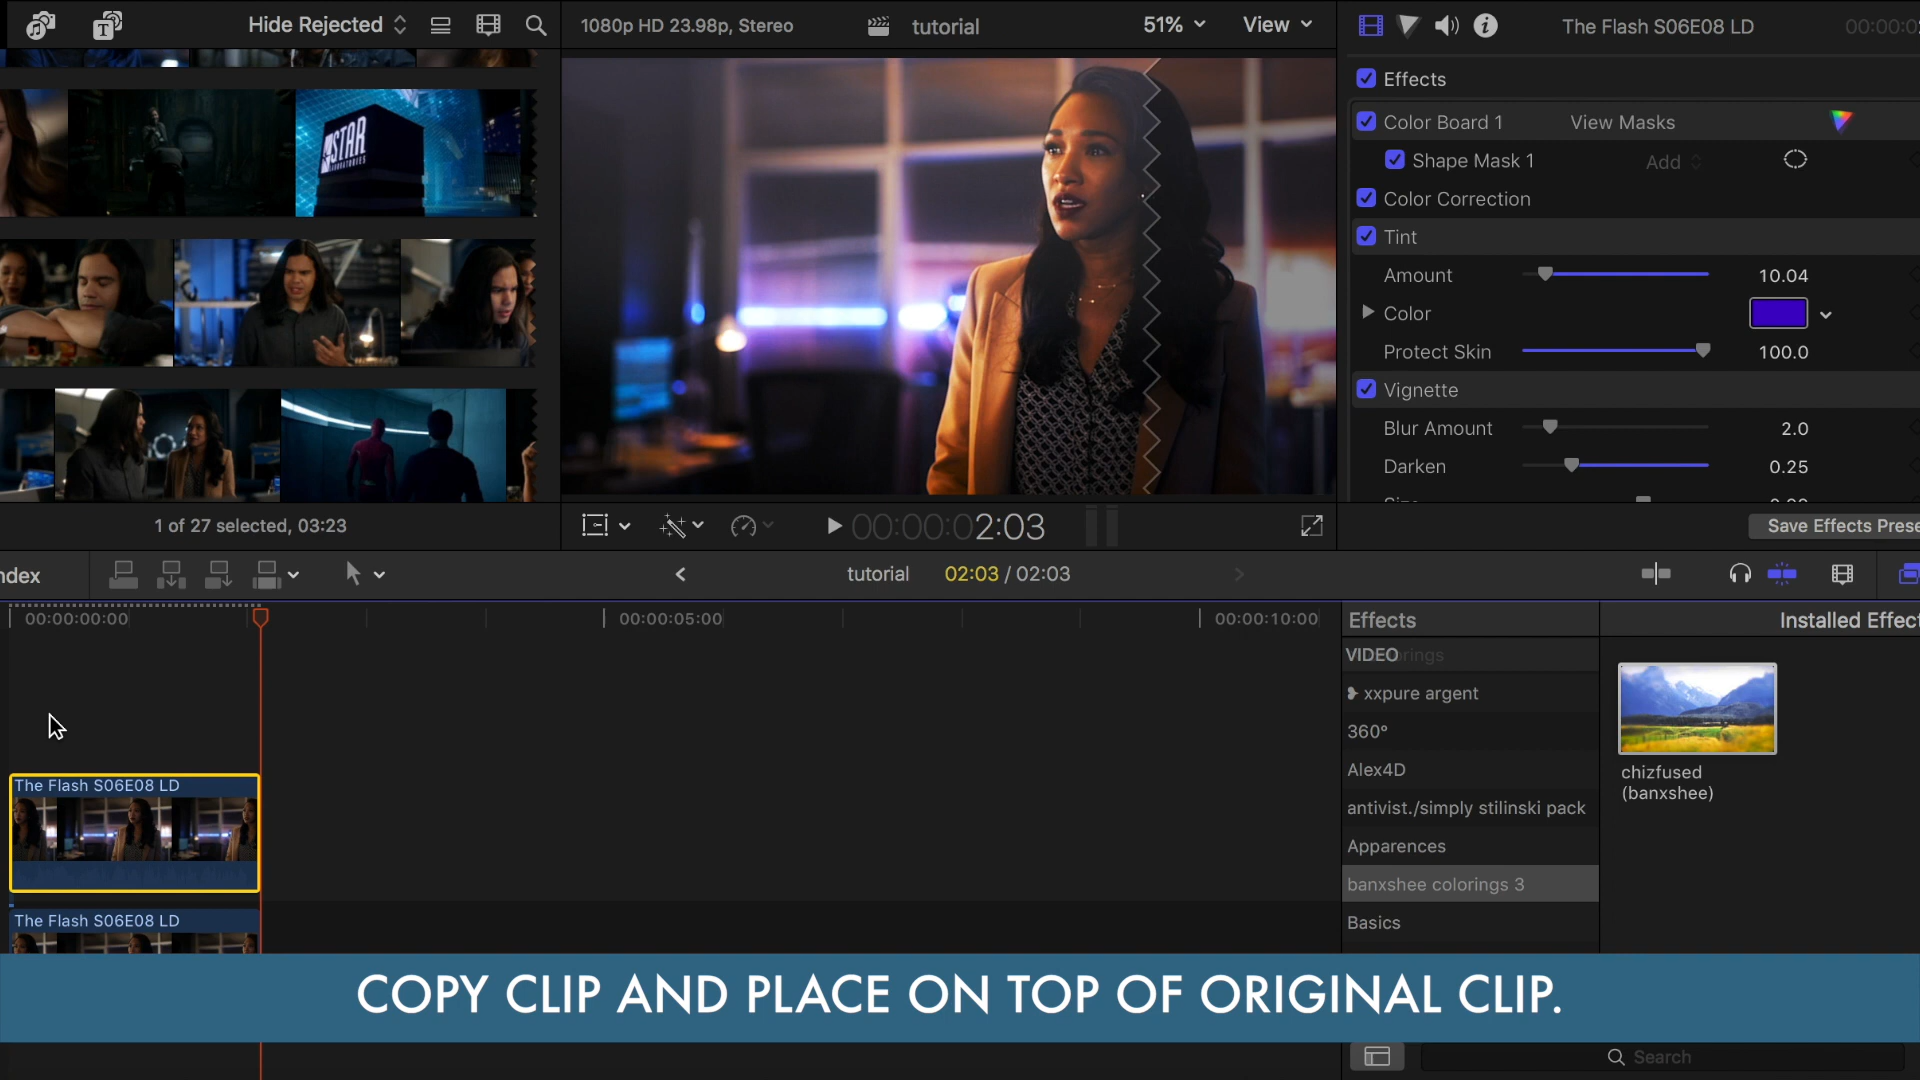 Hide Rejected
1080p HD 23.98p, Stereo
tutorial
51%
View
The Flash S06E08 LD
Effects
Color Board 1
View Masks
Shape Mask 1
Add
Color Correction
Tint
Amount
10.04
Color
Protect Skin
100.0
Vignette
Blur Amount
2.0
Darken
0.25
STAR
LABORATORIES
1 of 27 selected, 03:23
00:00:02:03
Save Effects Prese
ndex
tutorial
02:03 / 02:03
00:00:00:00
00:00:05:00
00:00:10:00
Effects
Installed Effect
VIDEO
xxpure argent
360°
Alex4D
antivist./simply stilinski pack
Apparences
banxshee colorings 3
Basics
chizfused
(banxshee)
The Flash S06E08 LD
The Flash S06E08 LD
COPY CLIP AND PLACE ON TOP OF ORIGINAL CLIP.
Search